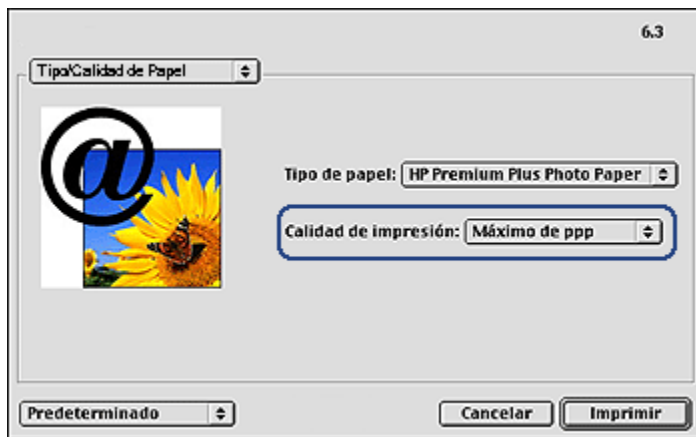 6.3
Tipo/Calidad de Papel
@
Tipo de papel: HP Premium Plus Photo Paper
Calidad de impresión: Máximo de ppp
Predeterminado Cancelar Imprimir